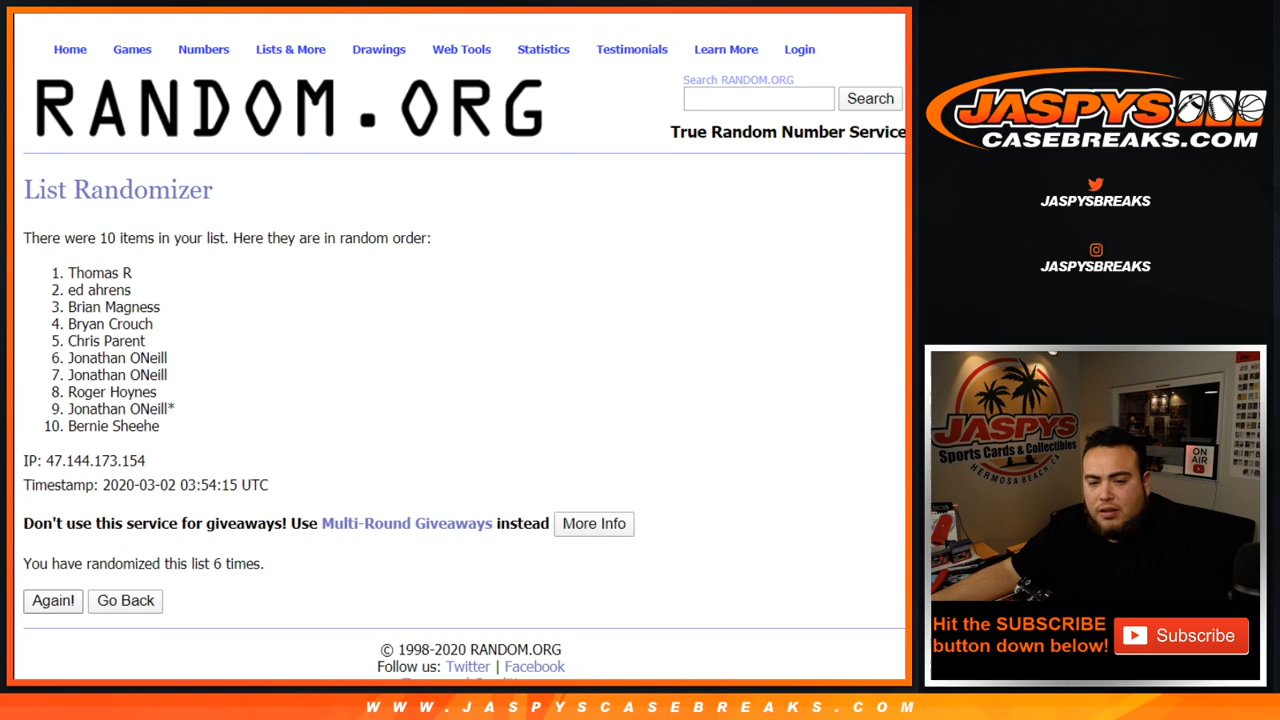 Home Games Numbers Lists & More Drawings Web Tools Statistics Testimonials Learn More Login
RANDOM.ORG
Search RANDOM.ORG
Search
True Random Number Service
List Randomizer
There were 10 items in your list. Here they are in random order:
1. Thomas R
2. ed ahrens
3. Brian Magness
4. Bryan Crouch
5. Chris Parent
6. Jonathan ONeill
7. Jonathan ONeill
8. Roger Hoynes
9. Jonathan ONeill*
10. Bernie Sheehe
IP: 47.144.173.154
Timestamp: 2020-03-02 03:54:15 UTC
Don't use this service for giveaways! Use Multi-Round Giveaways instead More Info
You have randomized this list 6 times.
Again! Go Back
© 1998-2020 RANDOM.ORG
Follow us: Twitter | Facebook
JASPYS
CASEBREAKS.COM
JASPYSBREAKS
JASPYSBREAKS
JASPYS
Sports Cards & Collectibles
HERMOSA BEACH, CA
ON
AIR
Hit the SUBSCRIBE
button down below!
Subscribe
WWW.JASPYSCASEBREAKS.COM